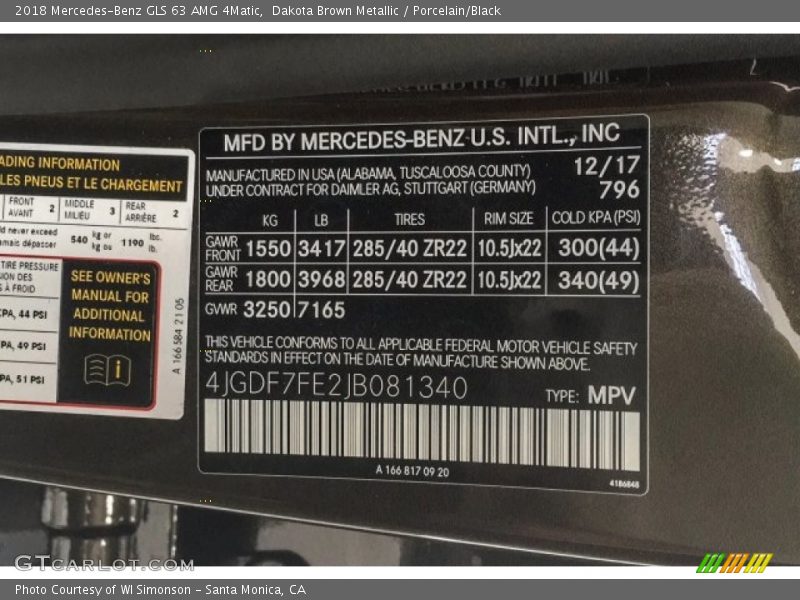 2018 Mercedes-Benz GLS 63 AMG 4Matic, Dakota Brown Metallic / Porcelain/Black
ADING INFORMATION
LES PNEUS ET LE CHARGEMENT
FRONT AVANT 2 MIDDLE MILIEU 3 REAR ARRIÈRE 2
ld never exceed
amais dépasser 540 kg or kg ou 1190 lbs. lb.
TIRE PRESSURE
SION DES
S À FROID
PA, 44 PSI
PA, 49 PSI
PA, 51 PSI
SEE OWNER'S
MANUAL FOR
ADDITIONAL
INFORMATION
A 166 584 21 05
MFD BY MERCEDES-BENZ U.S. INTL., INC
MANUFACTURED IN USA (ALABAMA, TUSCALOOSA COUNTY) 12/17
UNDER CONTRACT FOR DAIMLER AG, STUTTGART (GERMANY) 796
KG LB TIRES RIM SIZE COLD KPA (PSI)
GAWR FRONT 1550 3417 285/40 ZR22 10.5Jx22 300(44)
GAWR REAR 1800 3968 285/40 ZR22 10.5Jx22 340(49)
GVWR 3250 7165
THIS VEHICLE CONFORMS TO ALL APPLICABLE FEDERAL MOTOR VEHICLE SAFETY
STANDARDS IN EFFECT ON THE DATE OF MANUFACTURE SHOWN ABOVE.
4JGDF7FE2JB081340 TYPE: MPV
A 166 817 09 20
4186848
GTCARLOT.COM
Photo Courtesy of WI Simonson - Santa Monica, CA